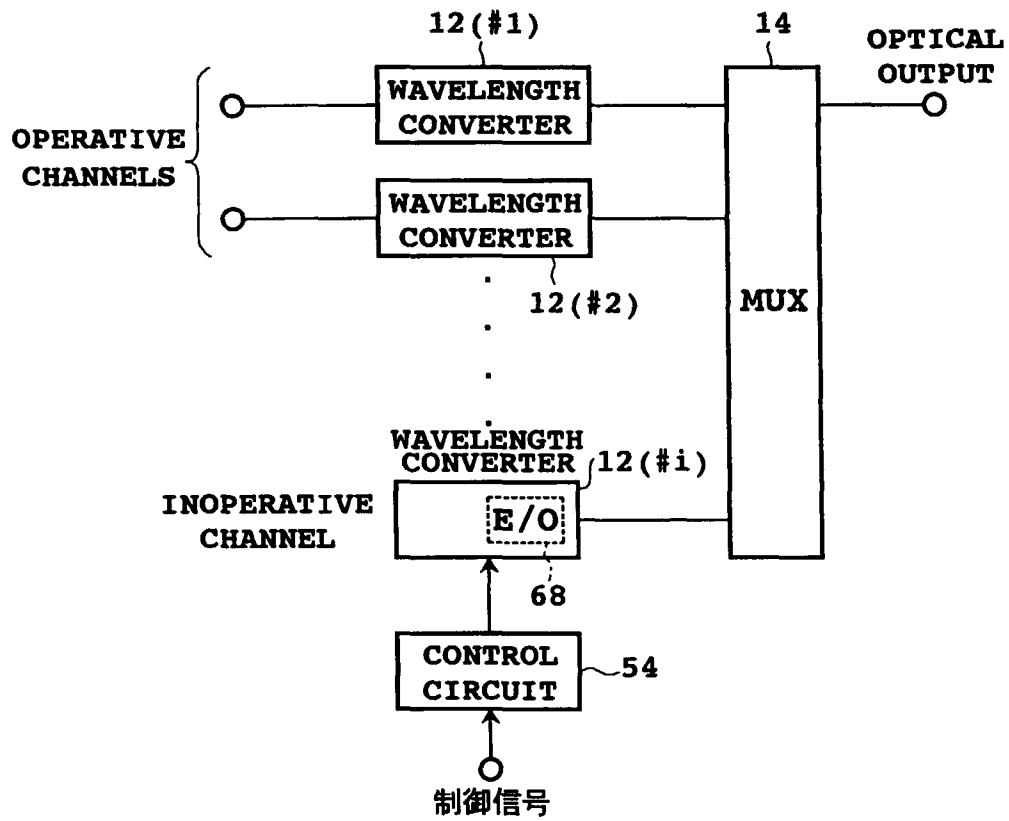 12(#1)
14
OPTICAL
OUTPUT
WAVELENGTH
CONVERTER
OPERATIVE
CHANNELS
WAVELENGTH
CONVERTER
12(#2)
MUX
WAVELENGTH
CONVERTER
12(#i)
INOPERATIVE
CHANNEL
E/O
68
CONTROL
CIRCUIT
54
制御信号